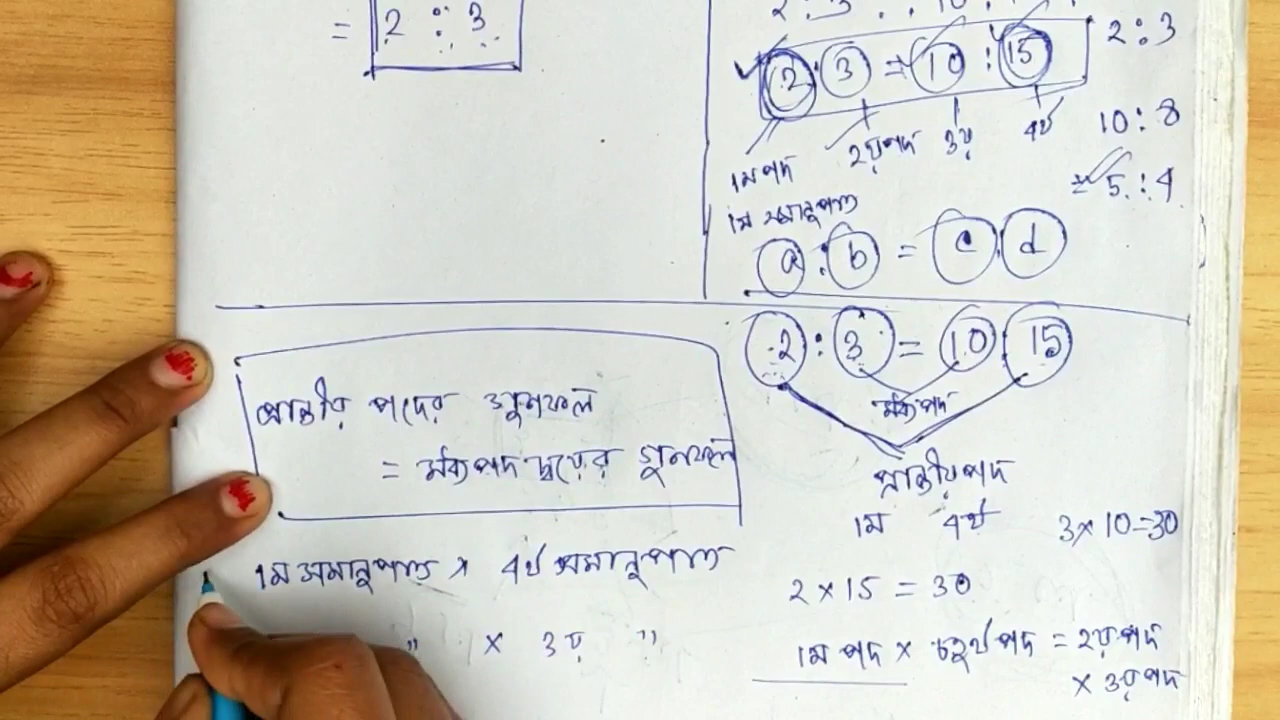 = 2 : 3
2 : 3 = 10 : 15
2 : 3
1ম পদ 2য় পদ 3য় 4র্থ
10 : 8
= 5 : 4
1ম সমানুপাত
a : b = c : d
2 : 3 = 10 : 15
মধ্যপদ
প্রান্তীয় পদ
1ম 4র্থ
3 × 10 = 30
2 × 15 = 30
1ম পদ × চতুর্থ পদ = 2য় পদ
× 3য় পদ
প্রান্তীয় পদের গুনফল
= মধ্যপদ দ্বয়ের গুনফল
1ম সমানুপাত × 4র্থ সমানুপাত
" × 3য় "